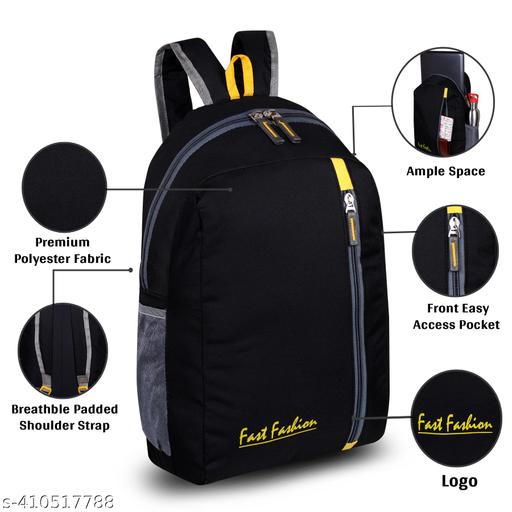 Ample Space
Premium
Polyester Fabric
Front Easy
Access Pocket
Breathble Padded
Shoulder Strap
Fast Fashion
Fast Fashion
Logo
s-410517788